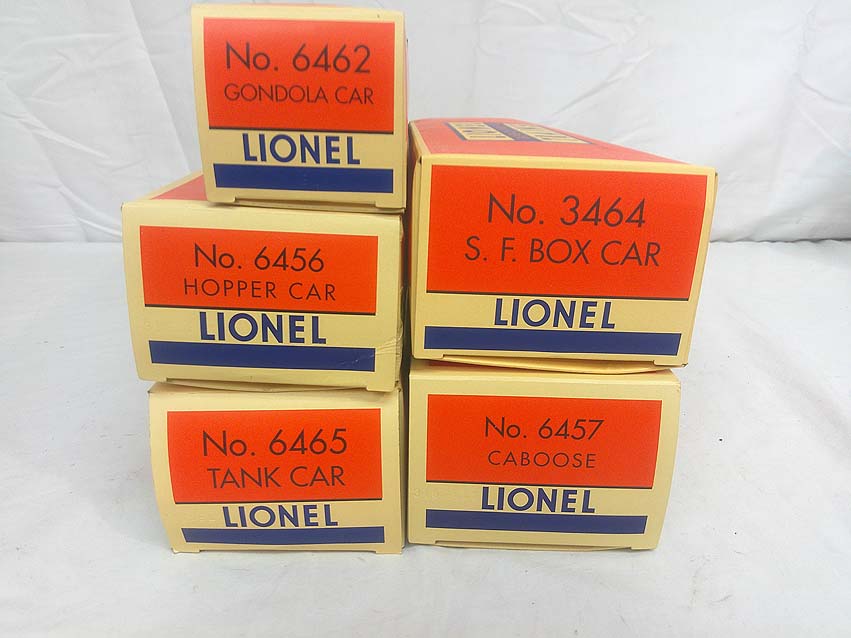 No. 6462
GONDOLA CAR
LIONEL
No. 6456
HOPPER CAR
LIONEL
No. 3464
S. F. BOX CAR
LIONEL
No. 6465
TANK CAR
LIONEL
No. 6457
CABOOSE
LIONEL